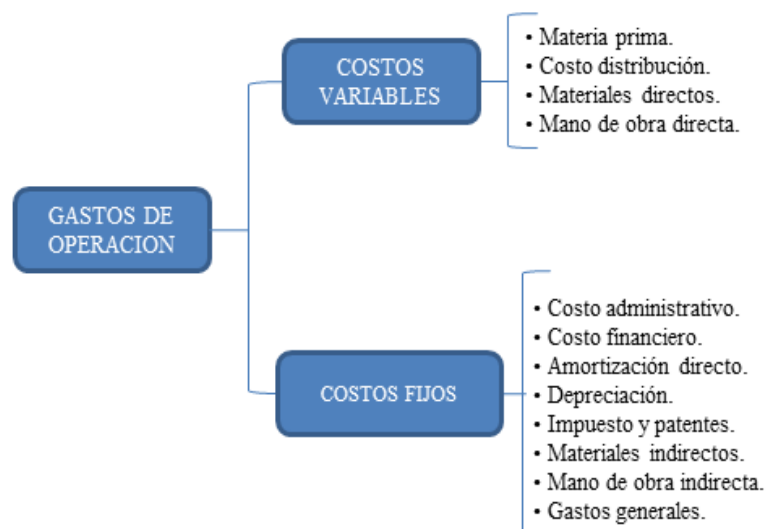 GASTOS DE
OPERACION
COSTOS
VARIABLES
• Materia prima.
• Costo distribución.
• Materiales directos.
• Mano de obra directa.
COSTOS FIJOS
• Costo administrativo.
• Costo financiero.
• Amortización directo.
• Depreciación.
• Impuesto y patentes.
• Materiales indirectos.
• Mano de obra indirecta.
• Gastos generales.